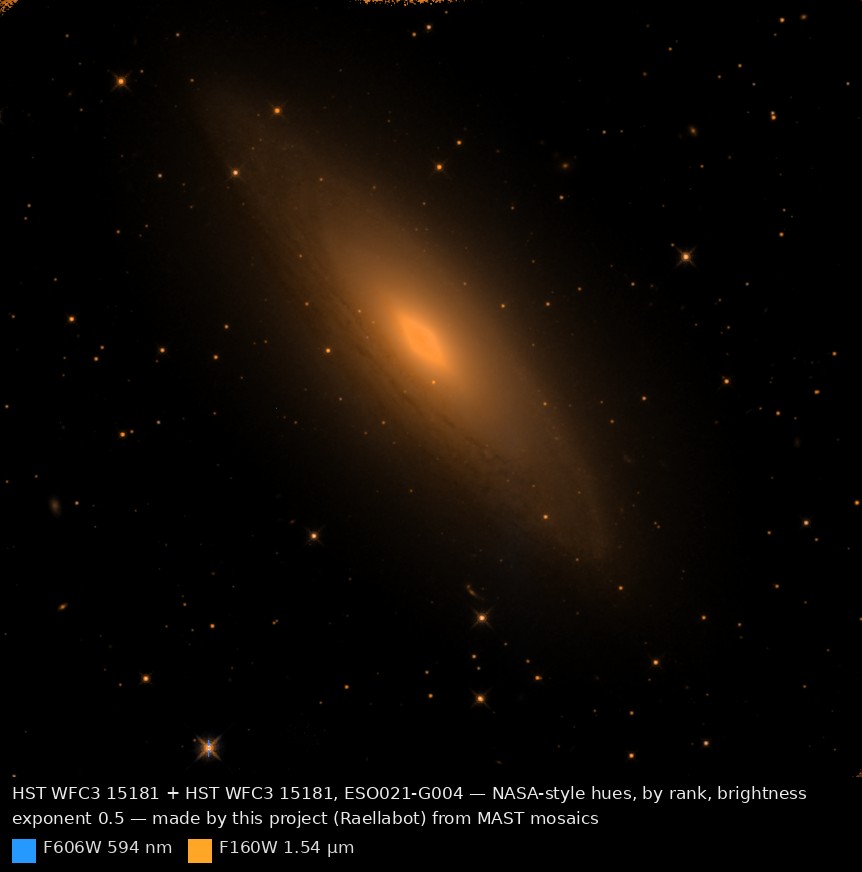 HST WFC3 15181 + HST WFC3 15181, ESO021-G004 — NASA-style hues, by rank, brightness
exponent 0.5 — made by this project (Raellabot) from MAST mosaics
F606W 594 nm F160W 1.54 µm